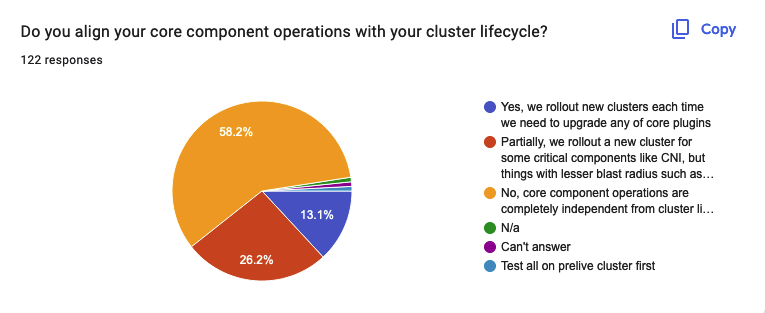 Do you align your core component operations with your cluster lifecycle?
Copy
122 responses
58.2%
13.1%
26.2%
Yes, we rollout new clusters each time
we need to upgrade any of core plugins
Partially, we rollout a new cluster for
some critical components like CNI, but
things with lesser blast radius such as…
No, core component operations are
completely independent from cluster li…
N/a
Can't answer
Test all on prelive cluster first